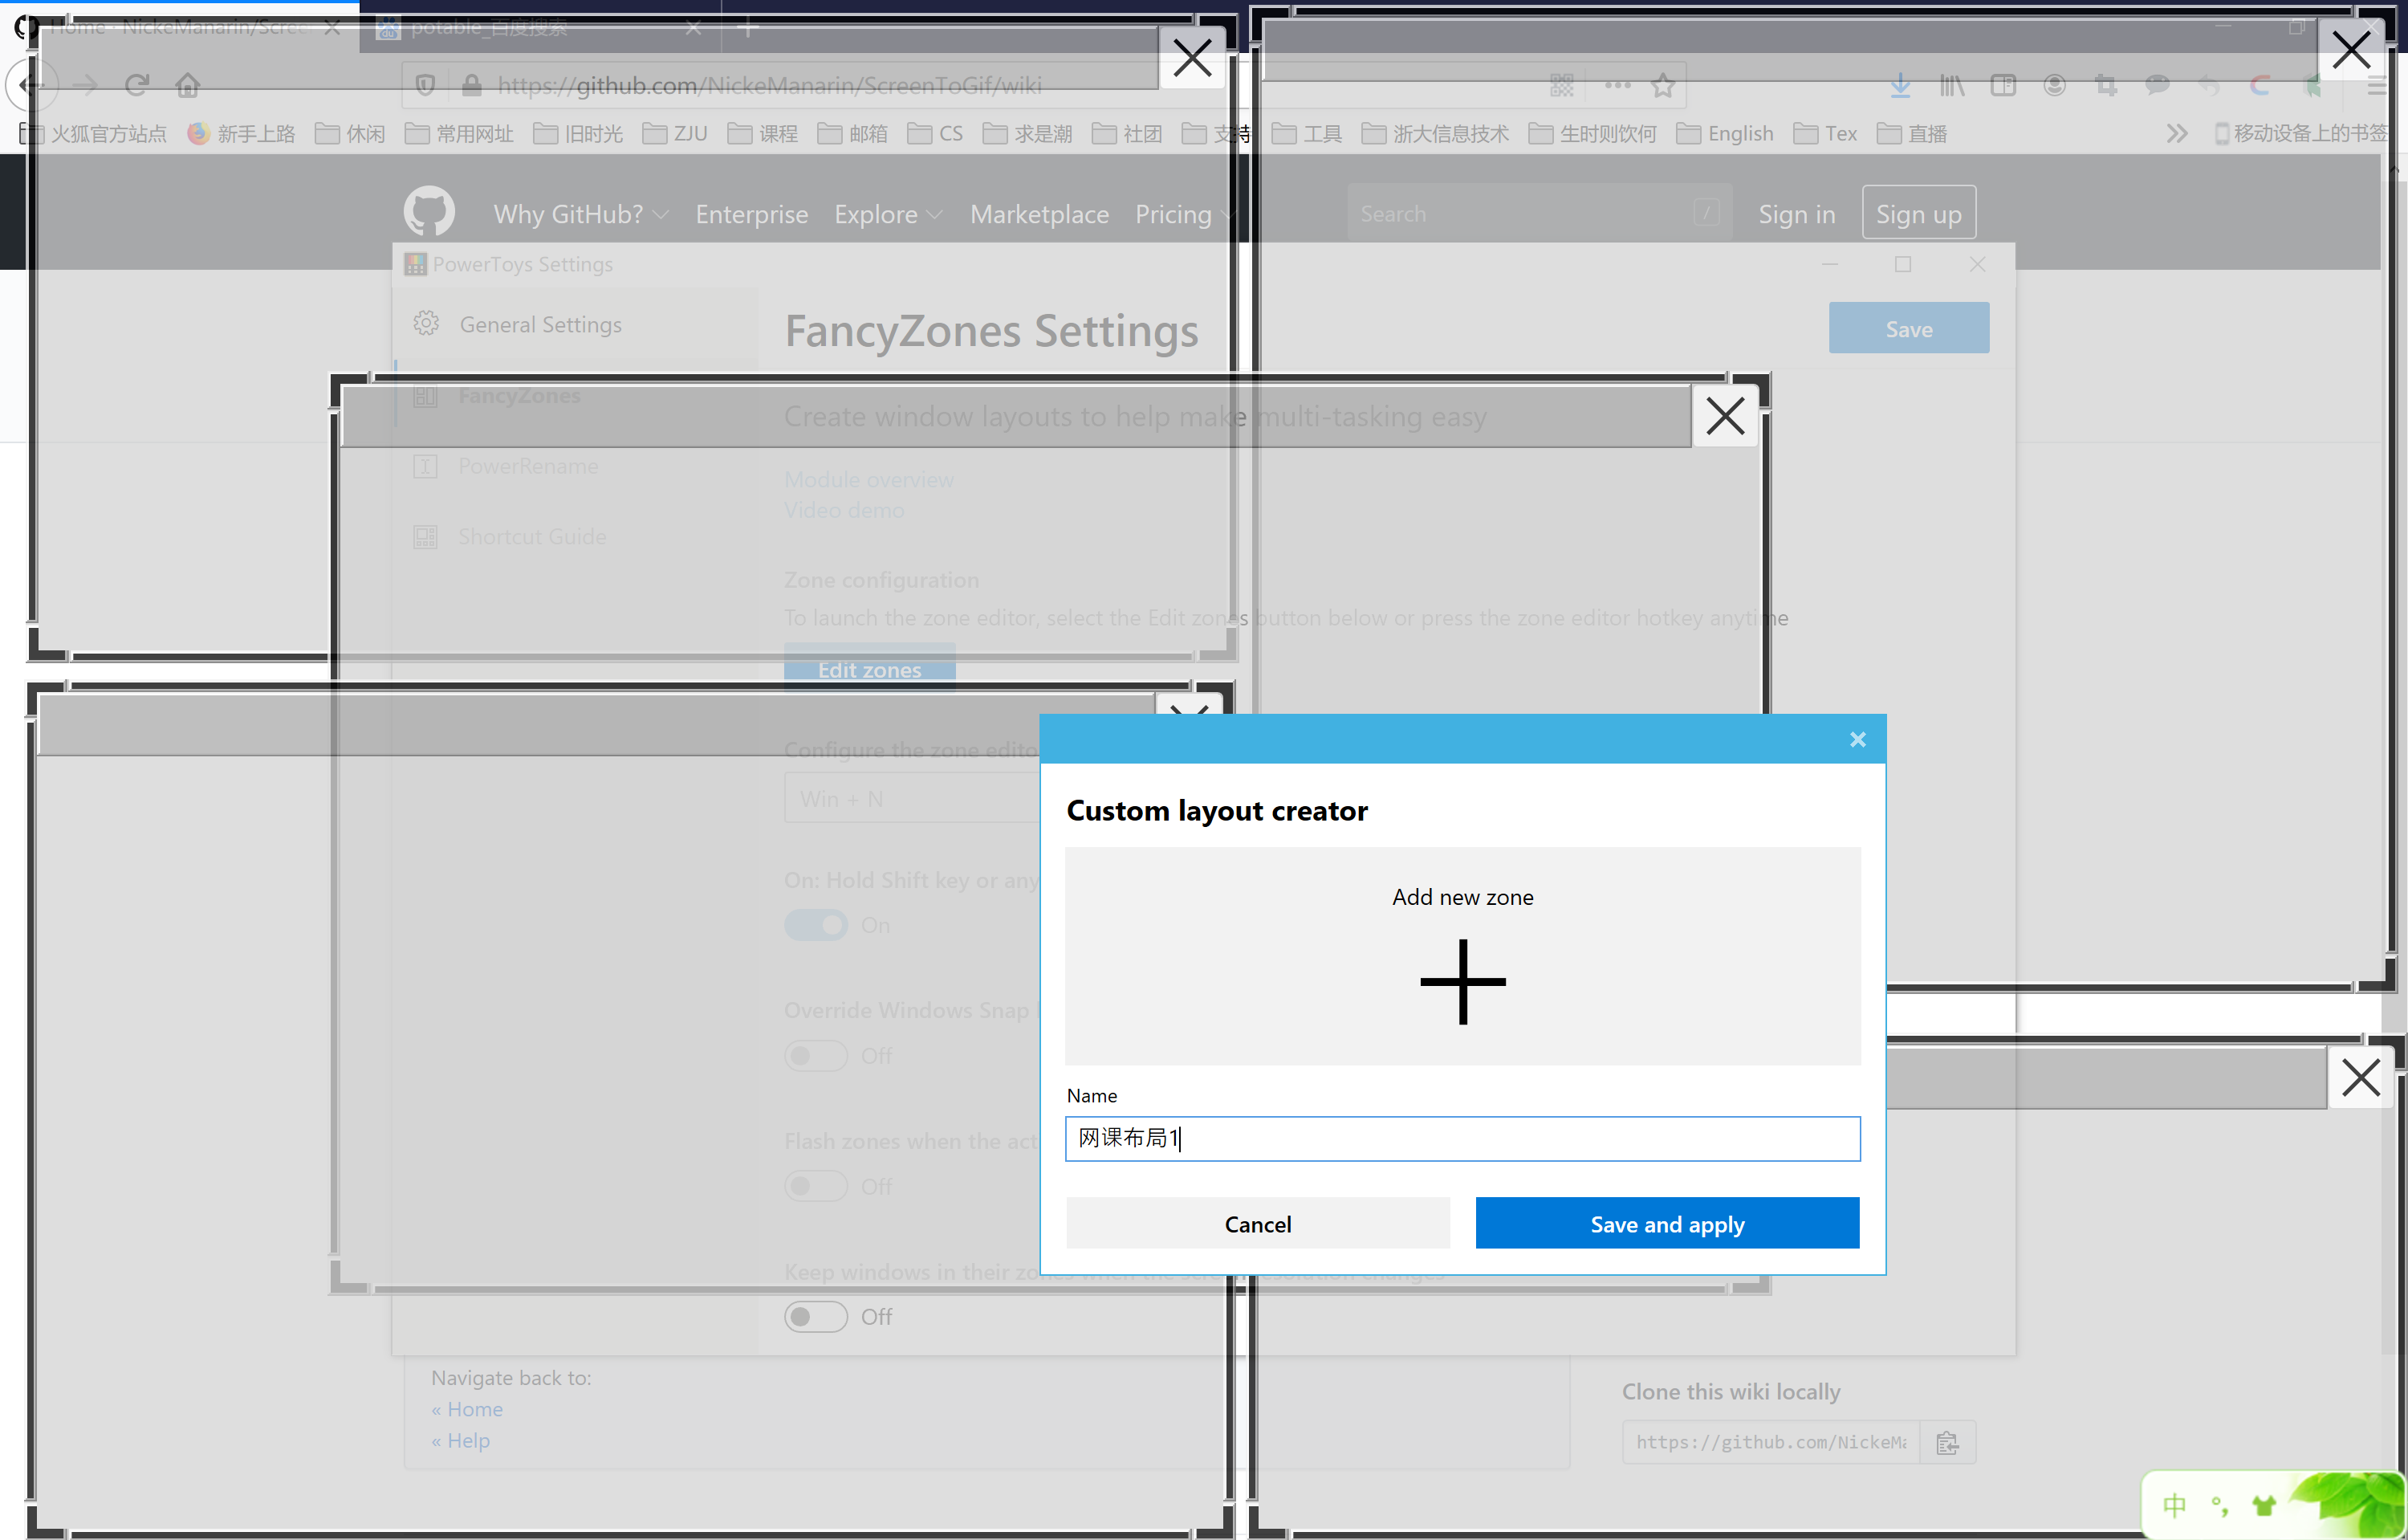 Home · NickeManarin/Scree
potable_百度搜索
https://github.com/NickeManarin/ScreenToGif/wiki
火狐官方站点 新手上路 休闲 常用网址 旧时光 ZJU 课程 邮箱 CS 求是潮 社团 支持 工具 浙大信息技术 生时则饮何 English Tex 直播 移动设备上的书签
Why GitHub? Enterprise Explore Marketplace Pricing Search / Sign in Sign up
PowerToys Settings
General Settings
FancyZones Settings
Save
FancyZones
Create window layouts to help make multi-tasking easy
PowerRename
Module overview
Video demo
Shortcut Guide
Zone configuration
To launch the zone editor, select the Edit zones button below or press the zone editor hotkey anytime
Edit zones
Configure the zone edito
Win + N
On: Hold Shift key or any
On
Override Windows Snap
Off
Flash zones when the act
Off
Keep windows in their zones when the screen resolution changes
Off
Custom layout creator
Add new zone
Name
网课布局1
Cancel
Save and apply
Navigate back to:
« Home
« Help
Clone this wiki locally
https://github.com/NickeMa
中 °,